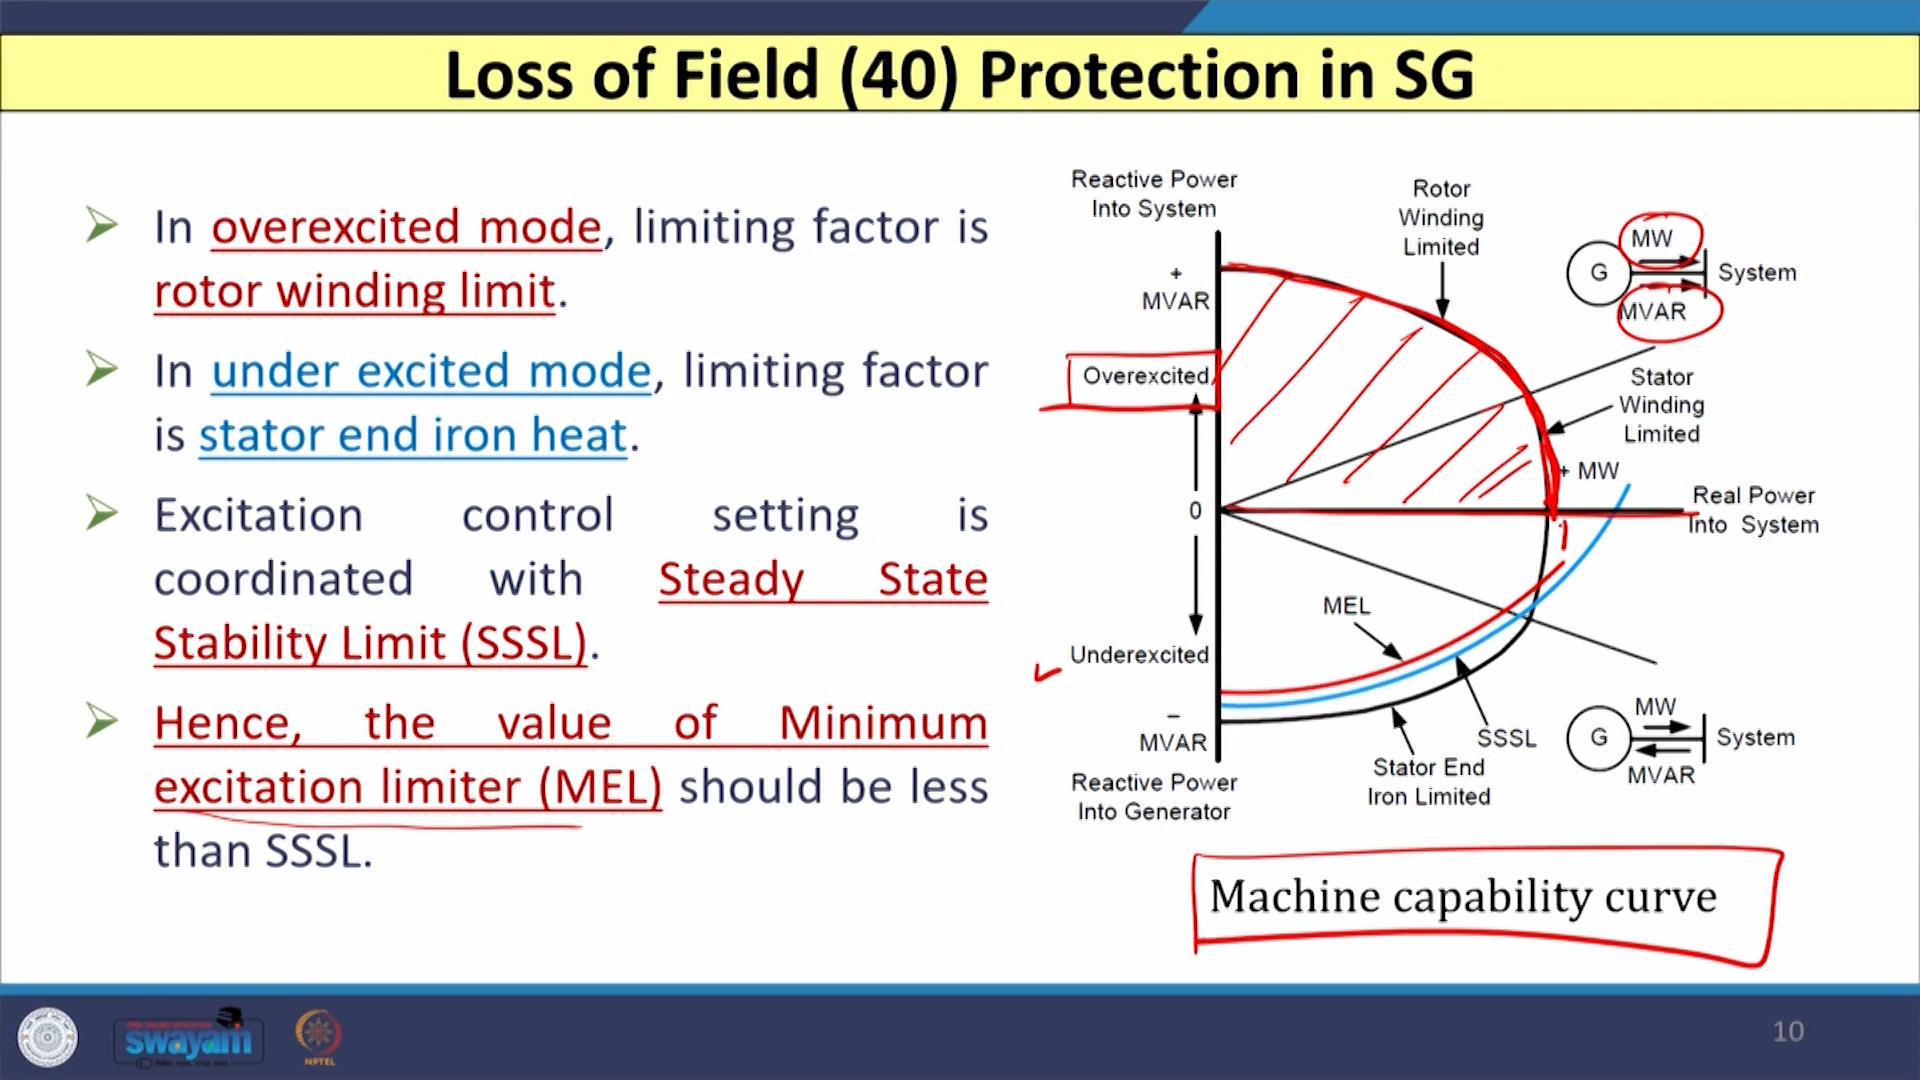 Loss of Field (40) Protection in SG
In overexcited mode, limiting factor is
rotor winding limit.
In under excited mode, limiting factor
is stator end iron heat.
Excitation control setting is
coordinated with Steady State
Stability Limit (SSSL).
Hence, the value of Minimum
excitation limiter (MEL) should be less
than SSSL.
Reactive Power
Into System
+
MVAR
Overexcited
0
Underexcited
−
MVAR
Reactive Power
Into Generator
Rotor
Winding
Limited
MW
G
System
MVAR
Stator
Winding
Limited
+ MW
Real Power
Into System
MEL
SSSL
Stator End
Iron Limited
MW
G
System
MVAR
Machine capability curve
swayam
NPTEL
10